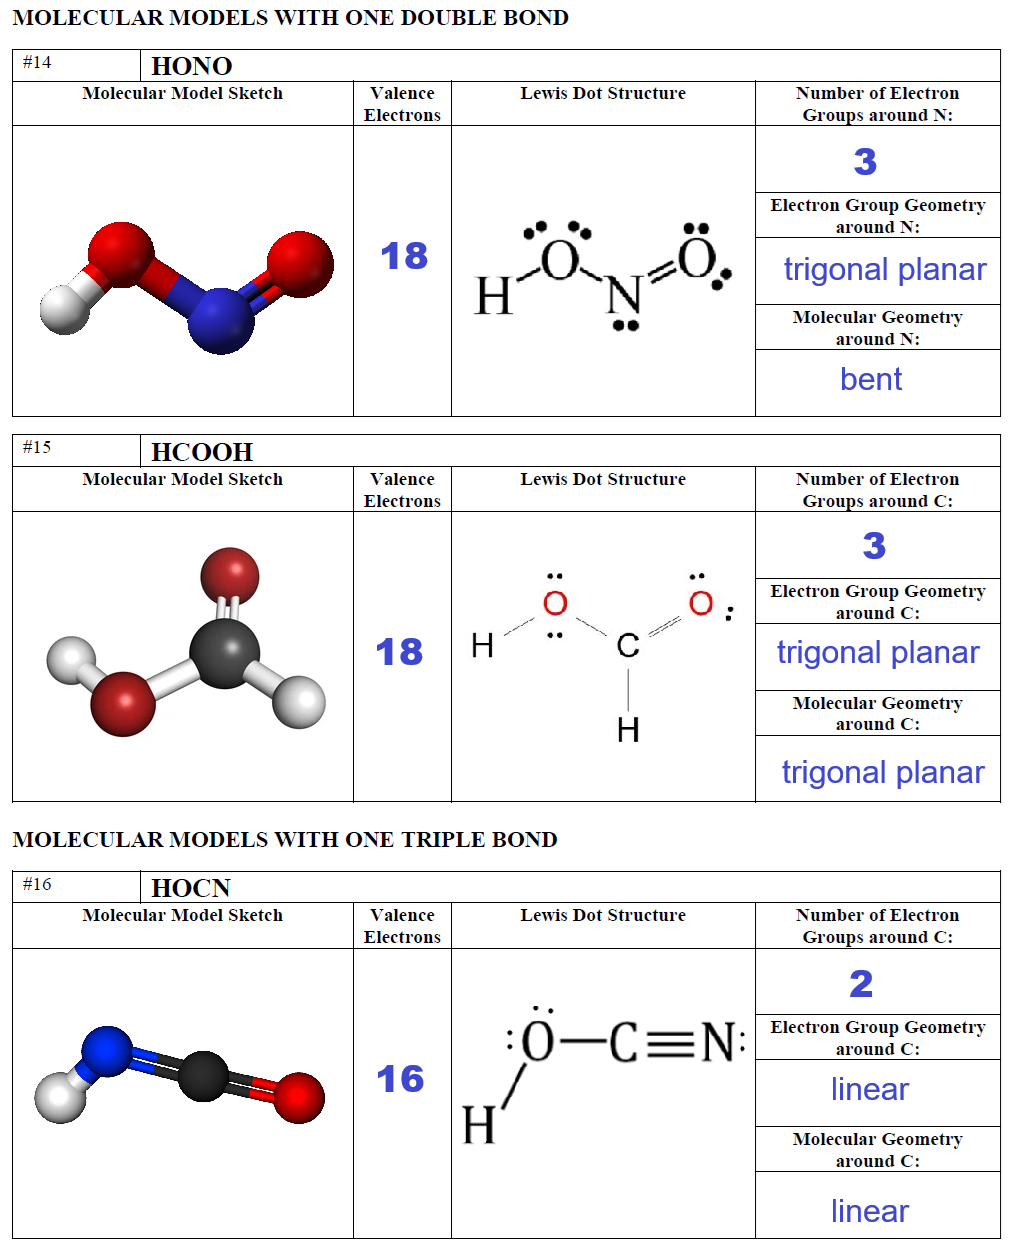 MOLECULAR MODELS WITH ONE DOUBLE BOND
#14 HONO
Molecular Model Sketch
Valence Electrons
Lewis Dot Structure
Number of Electron Groups around N:
18
H O N O
3
Electron Group Geometry around N:
trigonal planar
Molecular Geometry around N:
bent
#15 HCOOH
Molecular Model Sketch
Valence Electrons
Lewis Dot Structure
Number of Electron Groups around C:
18
H O C O
H
3
Electron Group Geometry around C:
trigonal planar
Molecular Geometry around C:
trigonal planar
MOLECULAR MODELS WITH ONE TRIPLE BOND
#16 HOCN
Molecular Model Sketch
Valence Electrons
Lewis Dot Structure
Number of Electron Groups around C:
16
:O—C≡N:
H
2
Electron Group Geometry around C:
linear
Molecular Geometry around C:
linear